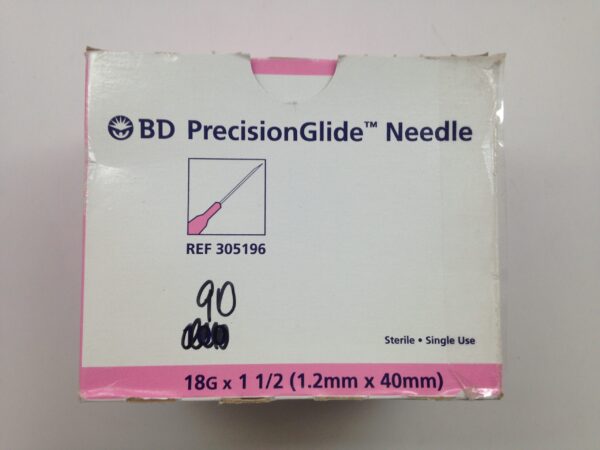 BD PrecisionGlide™ Needle
REF 305196
90
Sterile • Single Use
18G x 1 1/2 (1.2mm x 40mm)